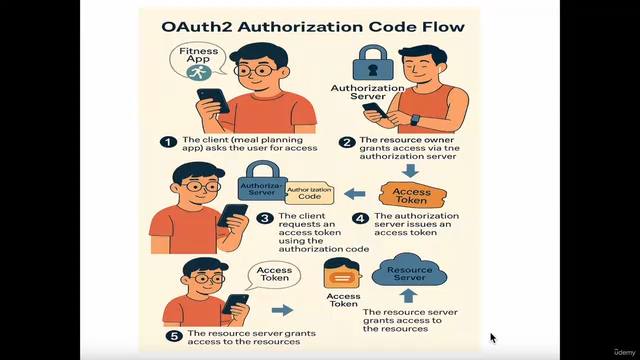 OAuth2 Authorization Code Flow
Fitness
App
Authorization
Server
1 The client (meal planning
app) asks the user for access
2 The resource owner
grants access via tne
authorization server
Authoriza-
Server
Authorization
Code
Access
Token
3 The client
requests an
access token
using the
authorization code
4 The authorization
server issues an
access token
Access
Token
Access
Token
Resource
Server
The resource server
grants access to
the resources
5 The resource server grants
access to the resources
udemy